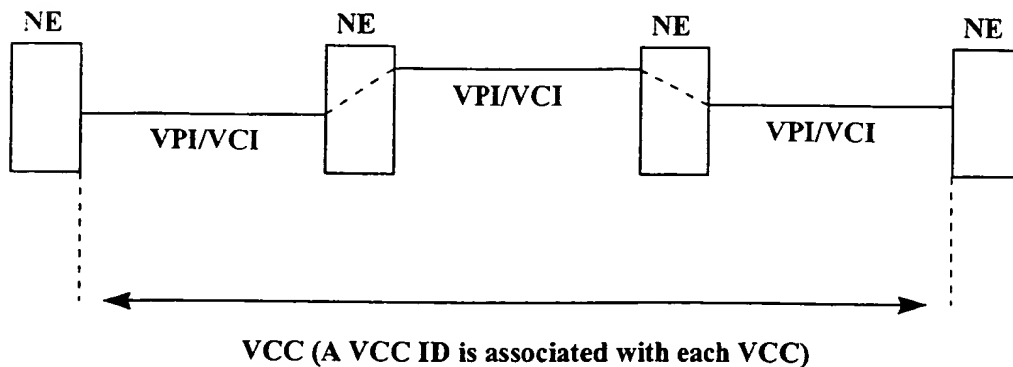 NE
NE
NE
NE
VPI/VCI
VPI/VCI
VPI/VCI
VCC (A VCC ID is associated with each VCC)